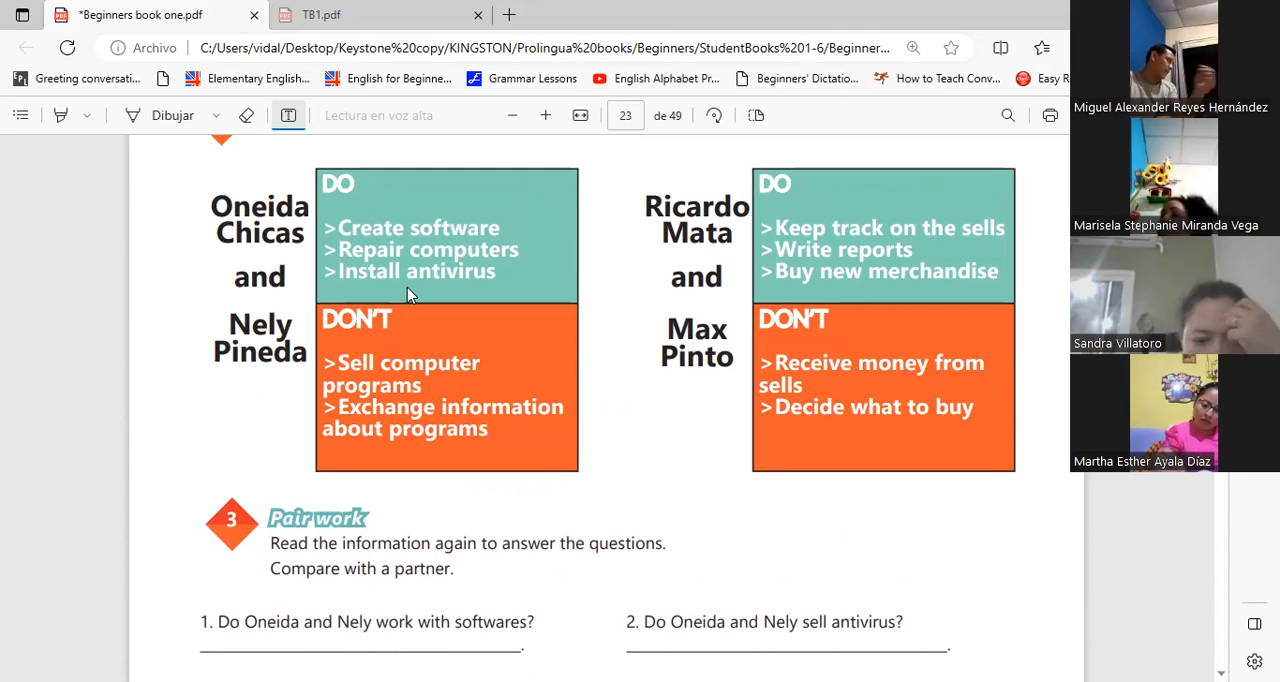 *Beginners book one.pdf
TB1.pdf
Archivo
C:/Users/vidal/Desktop/Keystone%20copy/KINGSTON/Prolingua%20books/Beginners/StudentBooks%201-6/Beginner...
Greeting conversati...
Elementary English...
English for Beginne...
Grammar Lessons
English Alphabet Pr...
Beginners' Dictatio...
How to Teach Conv...
Easy R
Dibujar
Lectura en voz alta
23
de 49
Oneida
Chicas
and
Nely
Pineda
DO
>Create software
>Repair computers
>Install antivirus
DON'T
>Sell computer
programs
>Exchange information
about programs
Ricardo
Mata
and
Max
Pinto
DO
>Keep track on the sells
>Write reports
>Buy new merchandise
DON'T
>Receive money from
sells
>Decide what to buy
3
Pair work
Read the information again to answer the questions.
Compare with a partner.
1. Do Oneida and Nely work with softwares?
2. Do Oneida and Nely sell antivirus?
Miguel Alexander Reyes Hernández
Marisela Stephanie Miranda Vega
Sandra Villatoro
Martha Esther Ayala Díaz